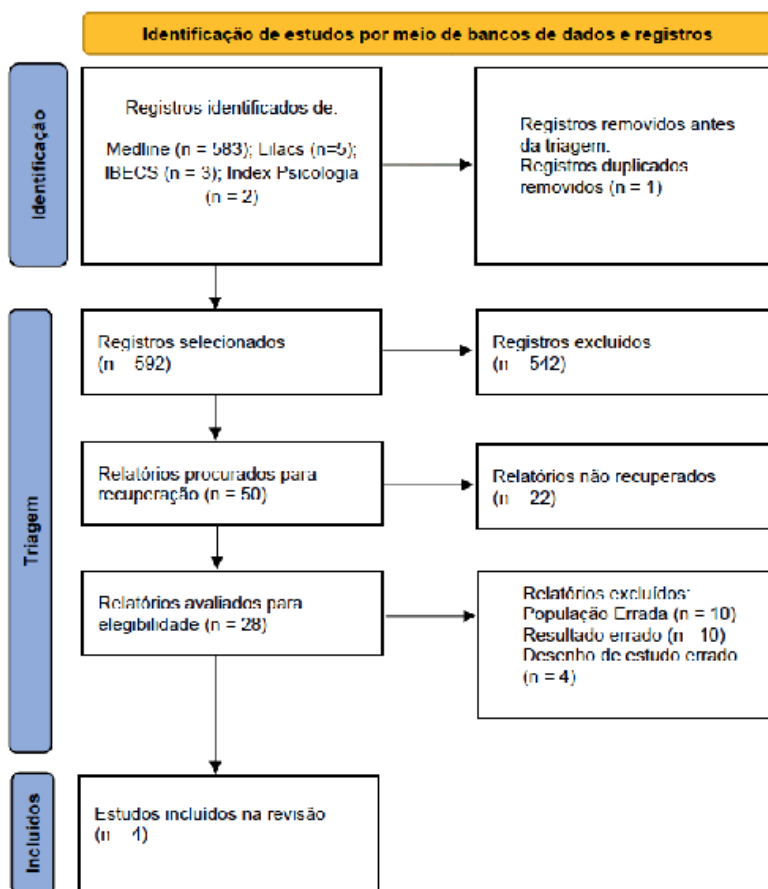 Identificação de estudos por meio de bancos de dados e registros
Identificação
Registros identificados de.
Medline (n = 583); Lilacs (n=5);
IBECS (n = 3); Index Psicologia
(n = 2)
Registros removidos antes
da triagem.
Registros duplicados
removidos (n = 1)
Triagem
Registros selecionados
(n 592)
Registros excluidos
(n 542)
Relatórios procurados para
recuperação (n = 50)
Relatórios não recuperados
(n 22)
Relatórios avaliados para
elegibilidade (n = 28)
Relatórios excluídos:
População Errada (n = 10)
Resultado errado (n 10)
Desenho de estudo errado
(n = 4)
Incluidos
Estudos incluidos na revisão
(n 4)